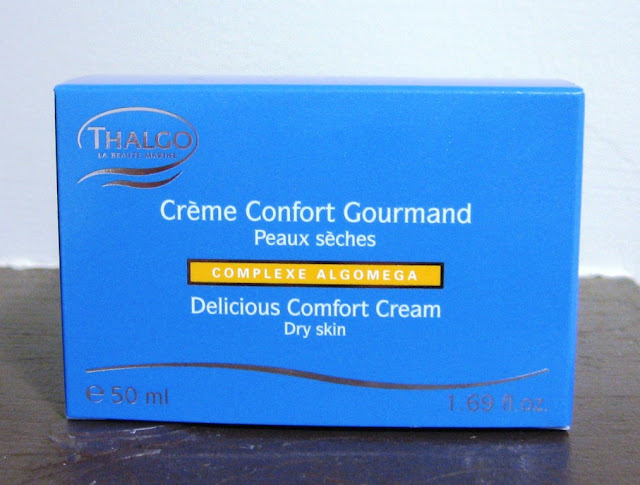 THALGO
LA BEAUTÉ MARINE
Crème Confort Gourmand
Peaux sèches
COMPLEXE ALGOMEGA
Delicious Comfort Cream
Dry skin
℮ 50 ml
1.69 fl.oz.